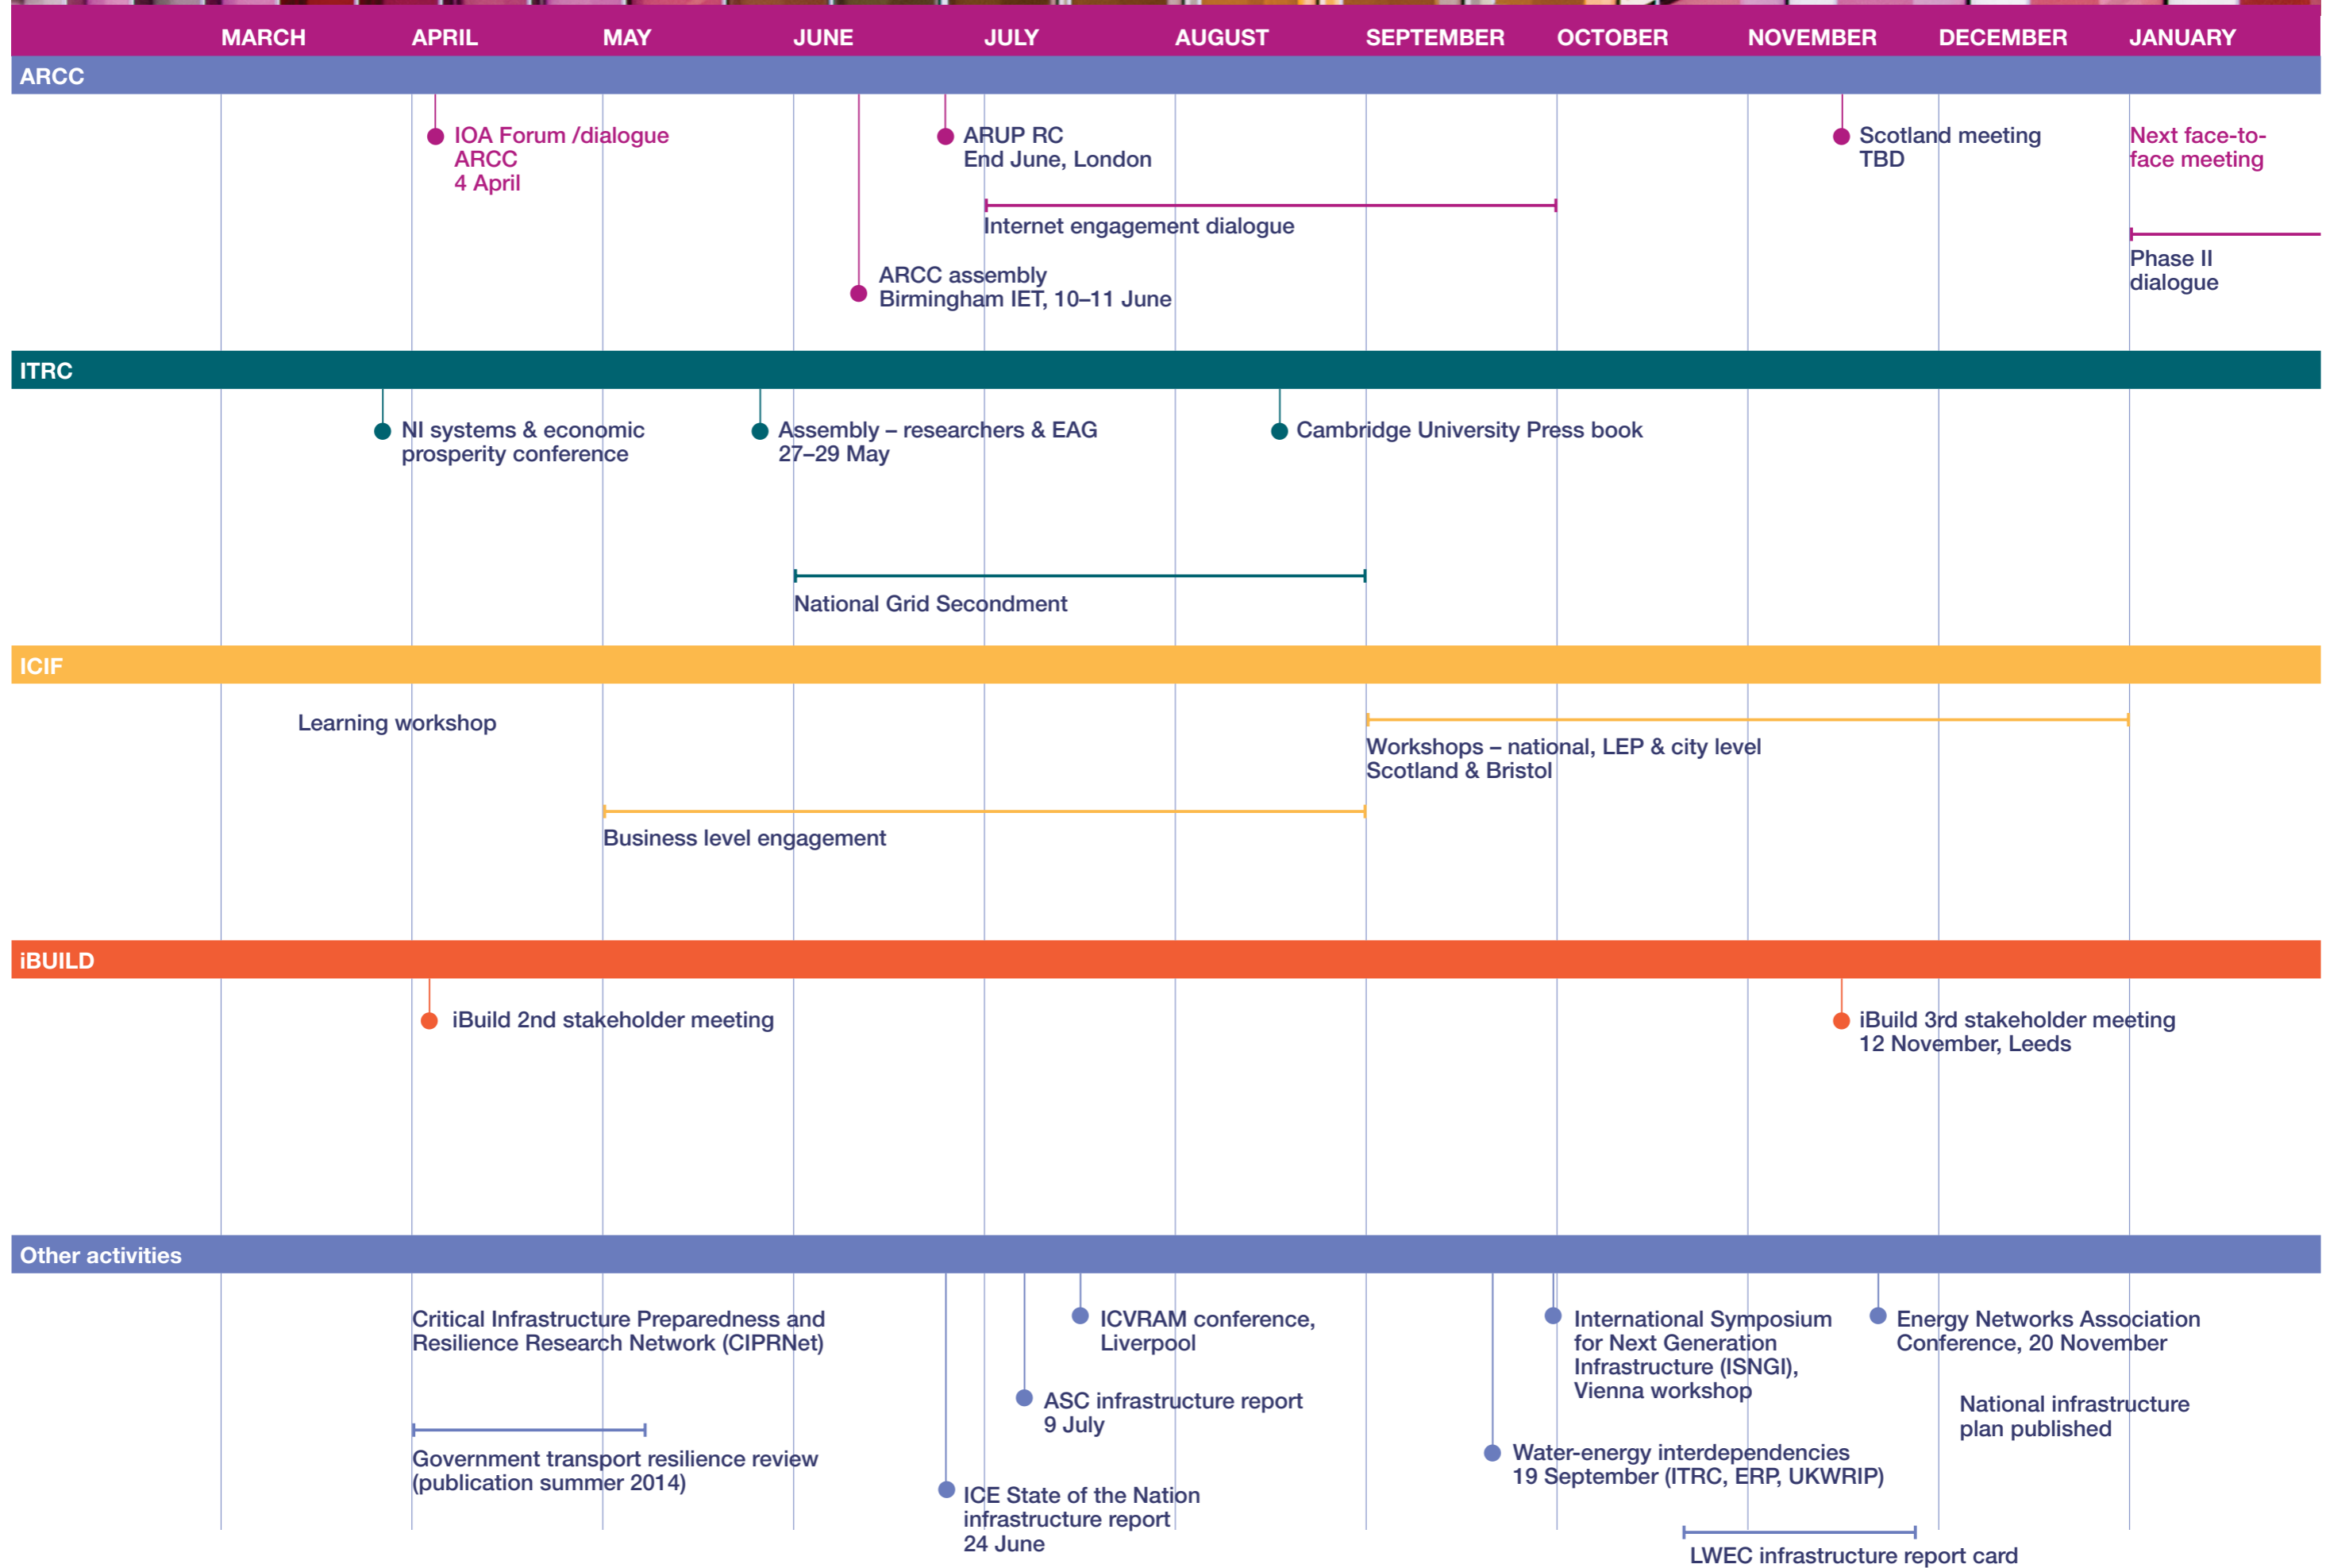 MARCH APRIL MAY JUNE JULY AUGUST SEPTEMBER OCTOBER NOVEMBER DECEMBER JANUARY
ARCC
IOA Forum /dialogue
ARCC
4 April
ARUP RC
End June, London
Scotland meeting
TBD
Next face-to-
face meeting
Internet engagement dialogue
Phase II
dialogue
ARCC assembly
Birmingham IET, 10–11 June
ITRC
NI systems & economic
prosperity conference
Assembly – researchers & EAG
27–29 May
Cambridge University Press book
National Grid Secondment
ICIF
Learning workshop
Workshops – national, LEP & city level
Scotland & Bristol
Business level engagement
iBUILD
iBuild 2nd stakeholder meeting
iBuild 3rd stakeholder meeting
12 November, Leeds
Other activities
Critical Infrastructure Preparedness and
Resilience Research Network (CIPRNet)
ICVRAM conference,
Liverpool
International Symposium
for Next Generation
Infrastructure (ISNGI),
Vienna workshop
Energy Networks Association
Conference, 20 November
ASC infrastructure report
9 July
National infrastructure
plan published
Government transport resilience review
(publication summer 2014)
Water-energy interdependencies
19 September (ITRC, ERP, UKWRIP)
ICE State of the Nation
infrastructure report
24 June
LWEC infrastructure report card